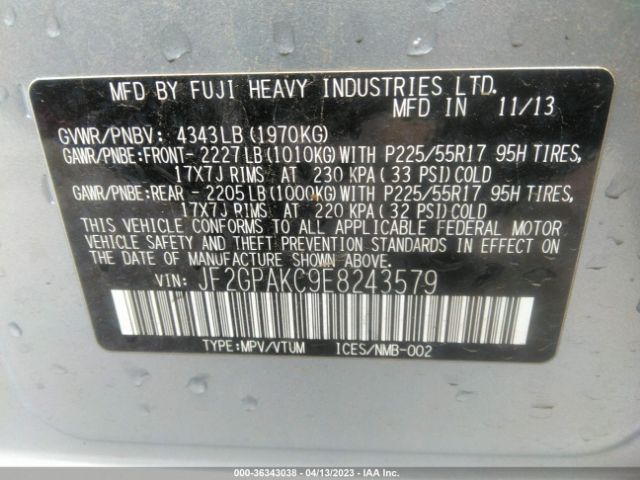 MFD BY FUJI HEAVY INDUSTRIES LTD.
MFD IN 11/13
GVWR/PNBV: 4343LB(1970KG)
GAWR/PNBE:FRONT- 2227LB(1010KG)WITH P225/55R17 95H TIRES,
17X7J RIMS AT 230 KPA( 33 PSI)COLD
GAWR/PNBE:REAR - 2205LB(1000KG)WITH P225/55R17 95H TIRES,
17X7J RIMS AT 220 KPA( 32 PSI)COLD
THIS VEHICLE CONFORMS TO ALL APPLICABLE FEDERAL MOTOR
VEHICLE SAFETY AND THEFT PREVENTION STANDARDS IN EFFECT ON
THE DATE OF MANUFACTURE SHOWN ABOVE.
VIN: JF2GPAKC9E8243579
TYPE:MPV/VTUM ICES/NMB-002
© - 36343038 - 04/13/2023 - IAA Inc.